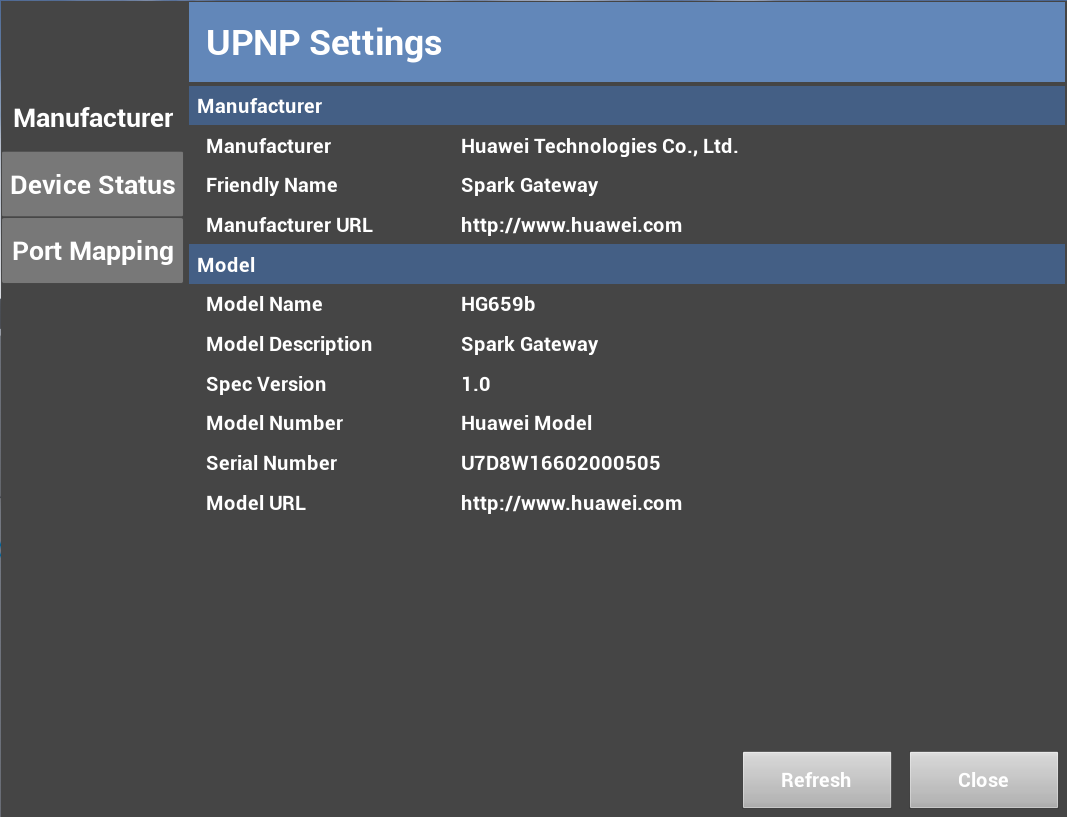 UPNP Settings
Manufacturer
Device Status
Port Mapping
Manufacturer
Manufacturer Huawei Technologies Co., Ltd.
Friendly Name Spark Gateway
Manufacturer URL http://www.huawei.com
Model
Model Name HG659b
Model Description Spark Gateway
Spec Version 1.0
Model Number Huawei Model
Serial Number U7D8W16602000505
Model URL http://www.huawei.com
Refresh Close